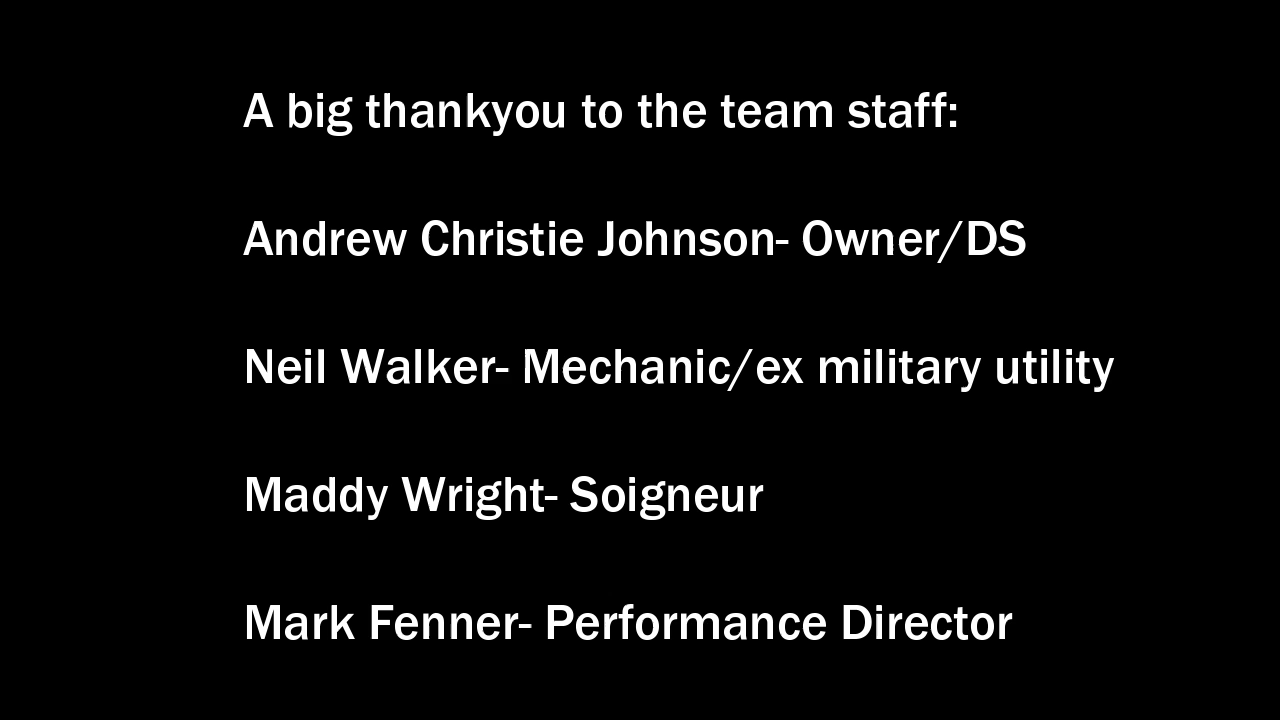 A big thankyou to the team staff:
Andrew Christie Johnson- Owner/DS
Neil Walker- Mechanic/ex military utility
Maddy Wright- Soigneur
Mark Fenner- Performance Director